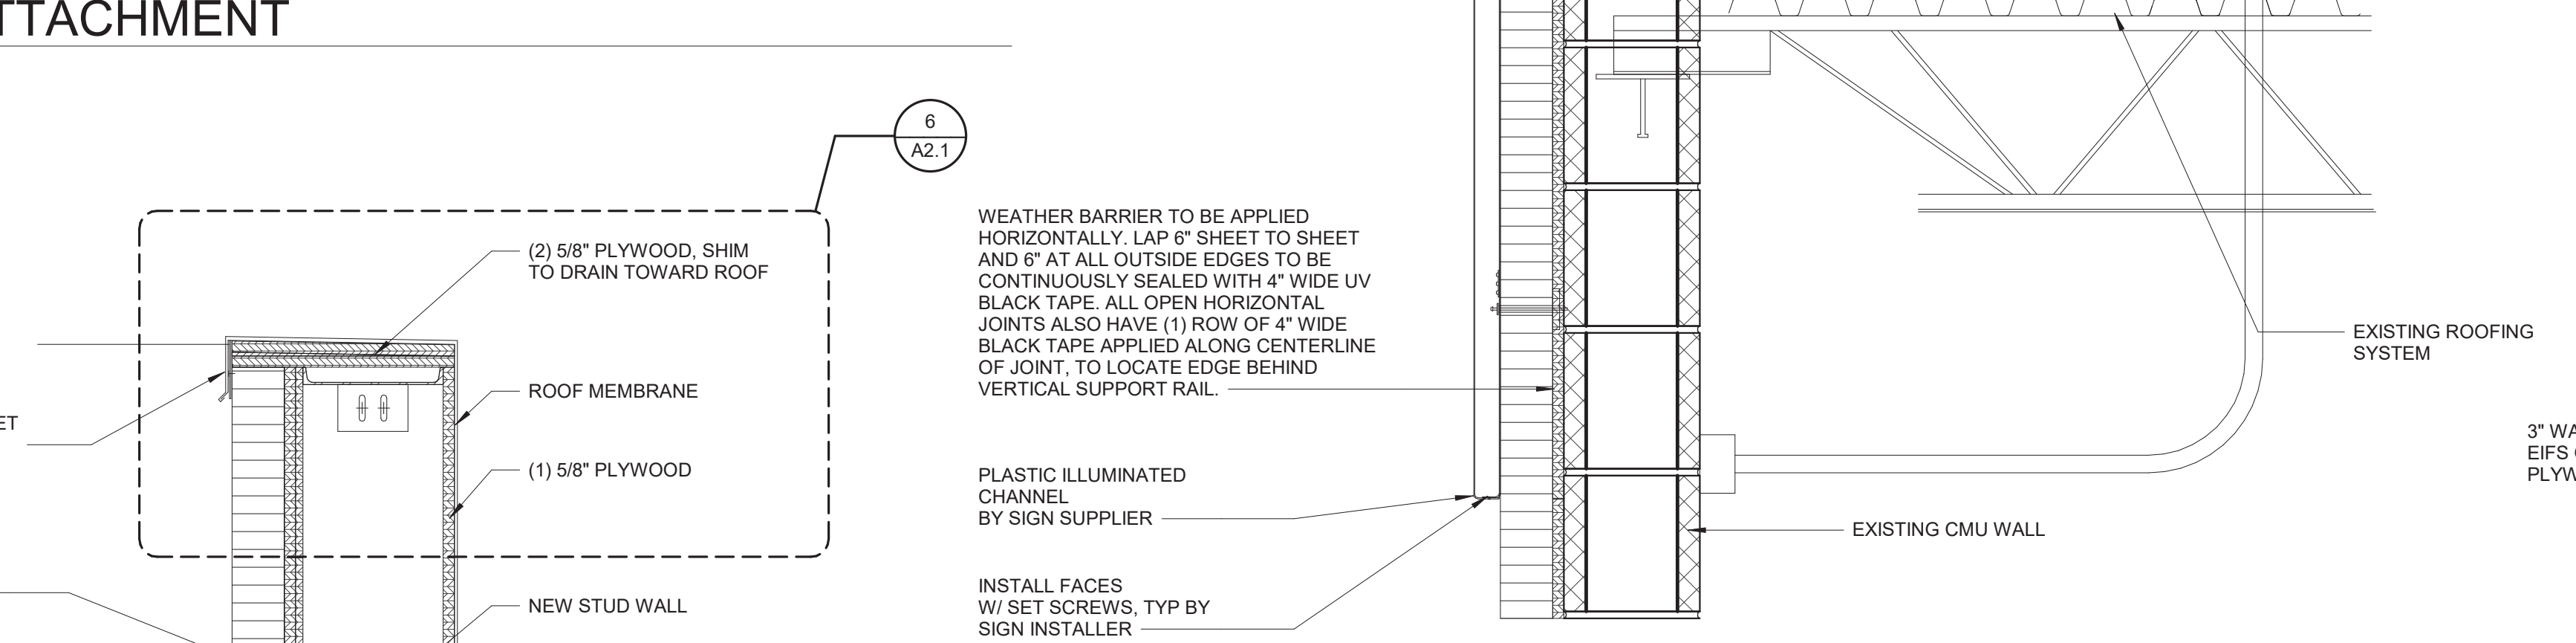 TTACHMENT
6
A2.1
(2) 5/8" PLYWOOD, SHIM
TO DRAIN TOWARD ROOF
ROOF MEMBRANE
ET
(1) 5/8" PLYWOOD
NEW STUD WALL
WEATHER BARRIER TO BE APPLIED
HORIZONTALLY. LAP 6" SHEET TO SHEET
AND 6" AT ALL OUTSIDE EDGES TO BE
CONTINUOUSLY SEALED WITH 4" WIDE UV
BLACK TAPE. ALL OPEN HORIZONTAL
JOINTS ALSO HAVE (1) ROW OF 4" WIDE
BLACK TAPE APPLIED ALONG CENTERLINE
OF JOINT, TO LOCATE EDGE BEHIND
VERTICAL SUPPORT RAIL.
PLASTIC ILLUMINATED
CHANNEL
BY SIGN SUPPLIER
INSTALL FACES
W/ SET SCREWS, TYP BY
SIGN INSTALLER
EXISTING ROOFING
SYSTEM
EXISTING CMU WALL
3" WA
EIFS
PLYW